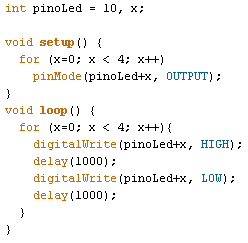 int pinoLed = 10, x;
void setup() {
for (x=0; x < 4; x++)
pinMode(pinoLed+x, OUTPUT);
}
void loop() {
for (x=0; x < 4; x++){
digitalWrite(pinoLed+x, HIGH);
delay(1000);
digitalWrite(pinoLed+x, LOW);
delay(1000);
}
}